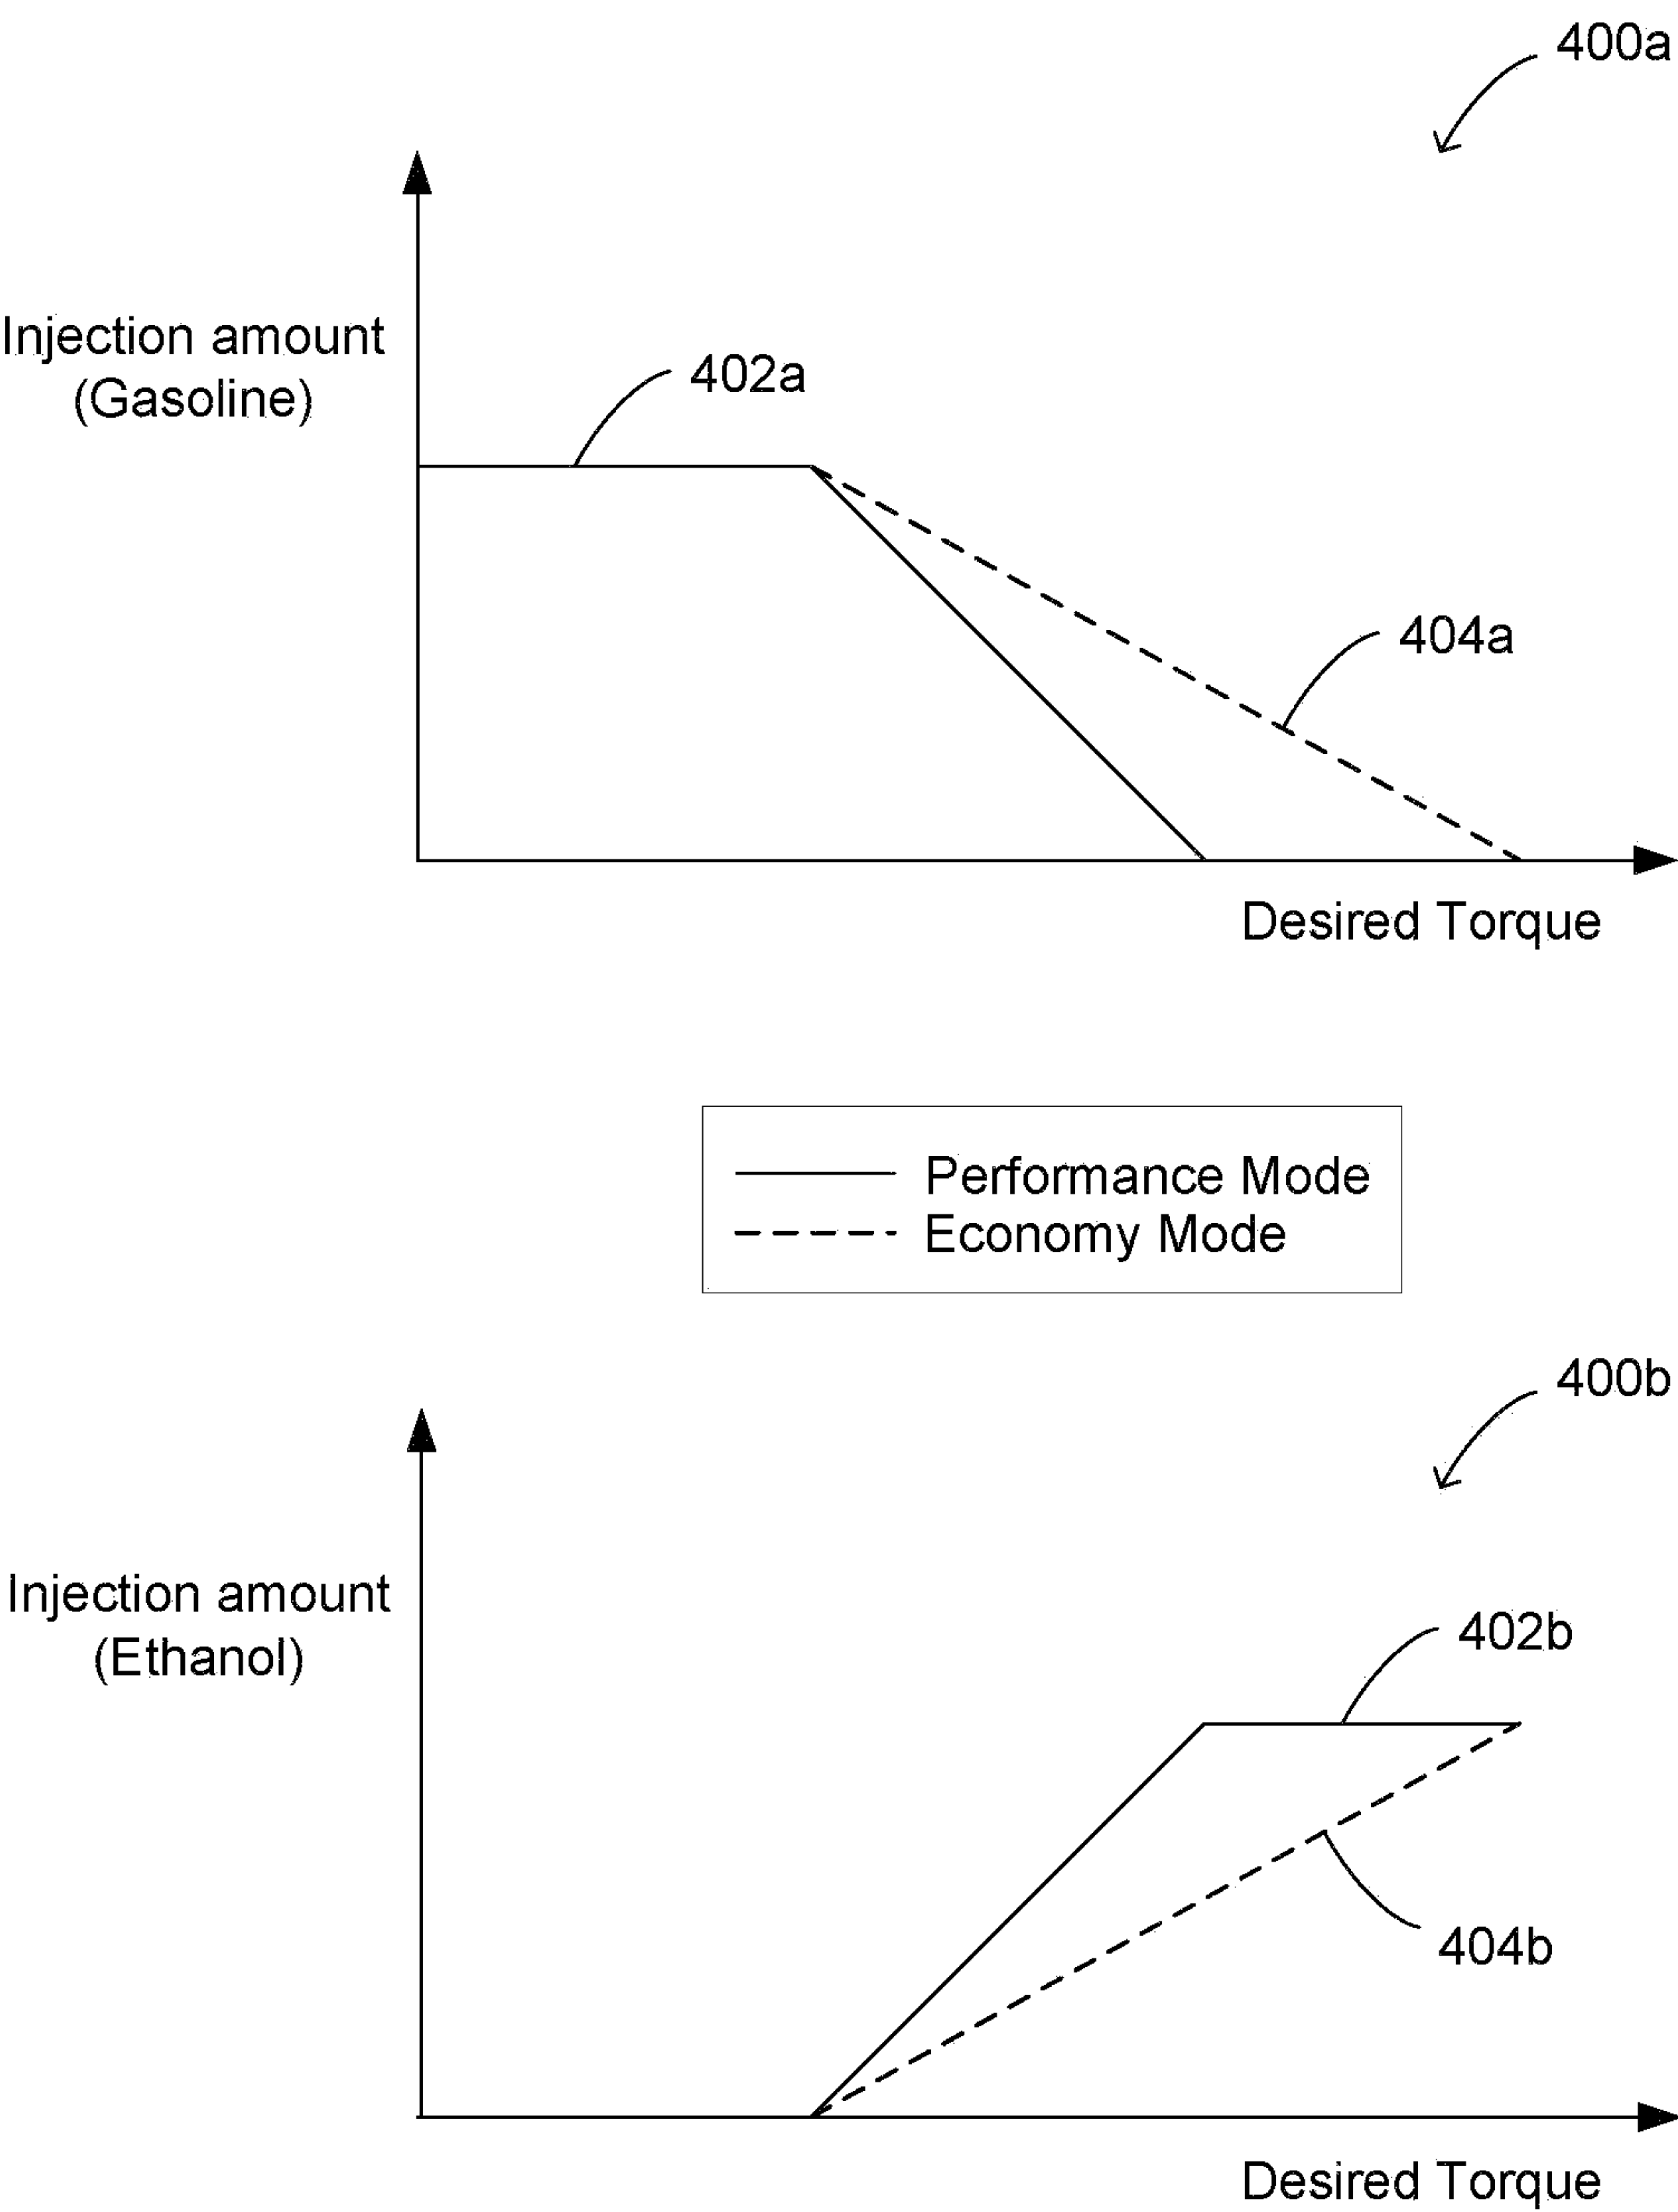 400a
Injection amount
(Gasoline)
402a
404a
Desired Torque
Performance Mode
Economy Mode
400b
Injection amount
(Ethanol)
402b
404b
Desired Torque